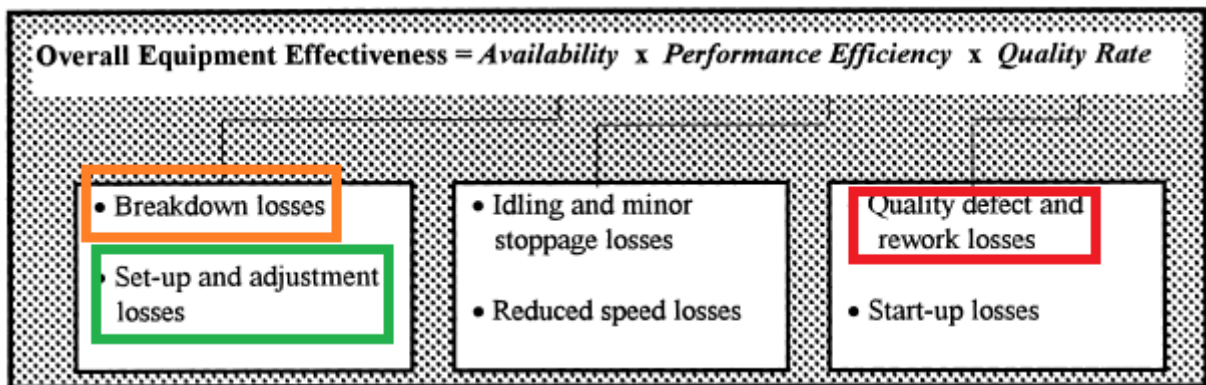 Overall Equipment Effectiveness = Availability x Performance Efficiency x Quality Rate
• Breakdown losses
• Set-up and adjustment
losses
• Idling and minor
stoppage losses
• Reduced speed losses
Quality defect and
rework losses
• Start-up losses